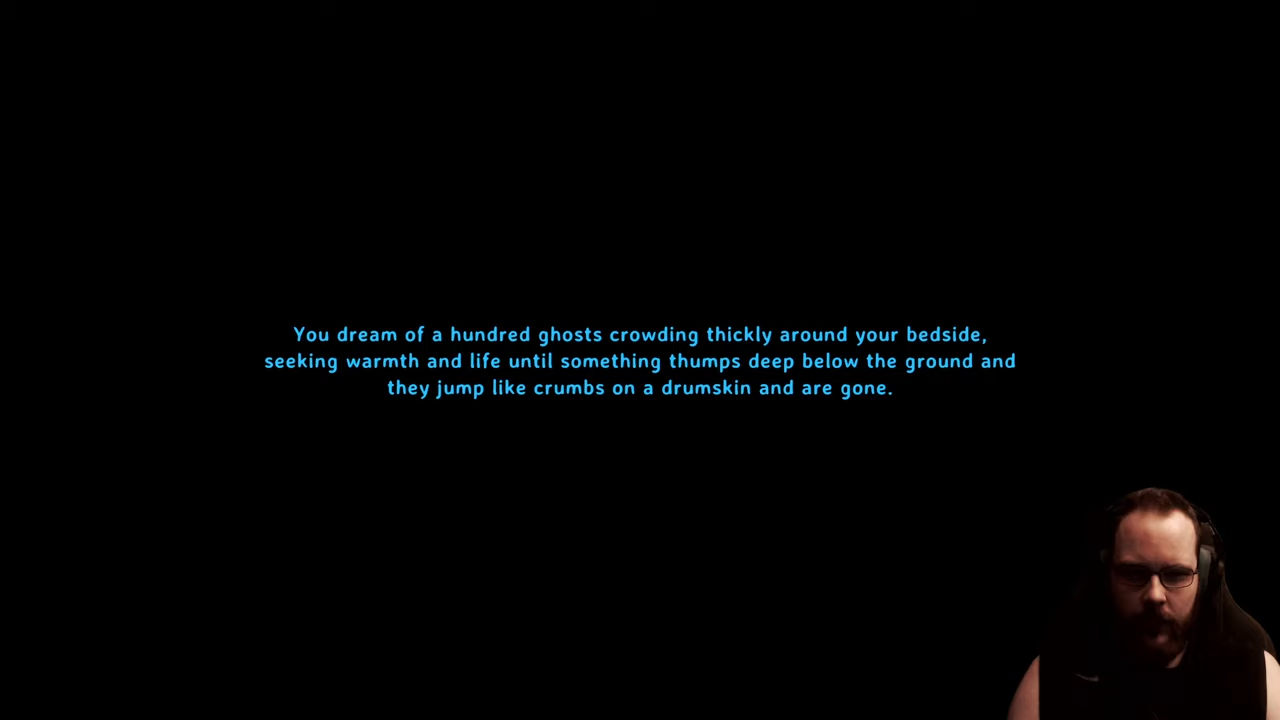 You dream of a hundred ghosts crowding thickly around your bedside,
seeking warmth and life until something thumps deep below the ground and
they jump like crumbs on a drumskin and are gone.